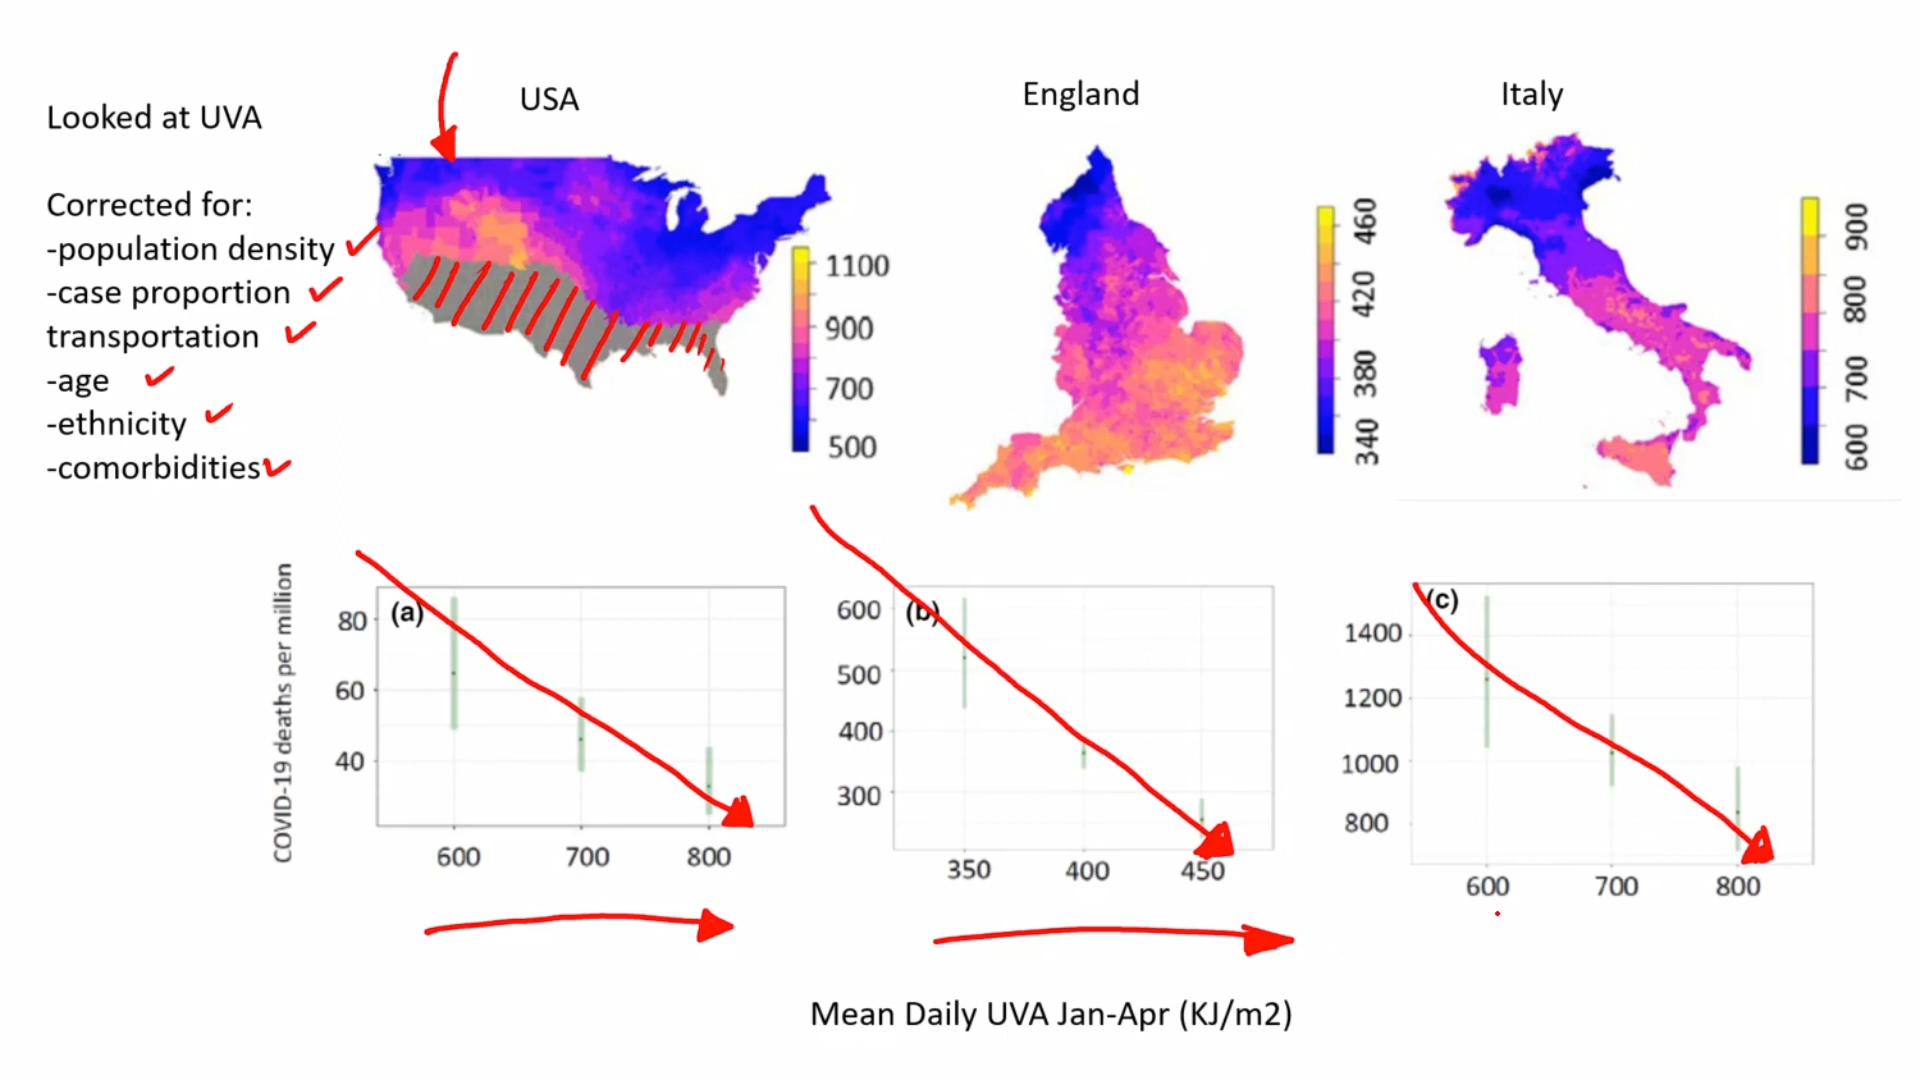 Looked at UVA
Corrected for:
-population density
-case proportion
transportation
-age
-ethnicity
-comorbidities
USA
1100
900
700
500
England
460
420
380
340
Italy
900
800
700
600
COVID-19 deaths per million
(a)
80
60
40
600 700 800
(b)
600
500
400
300
350 400 450
(c)
1400
1200
1000
800
600 700 800
Mean Daily UVA Jan-Apr (KJ/m2)